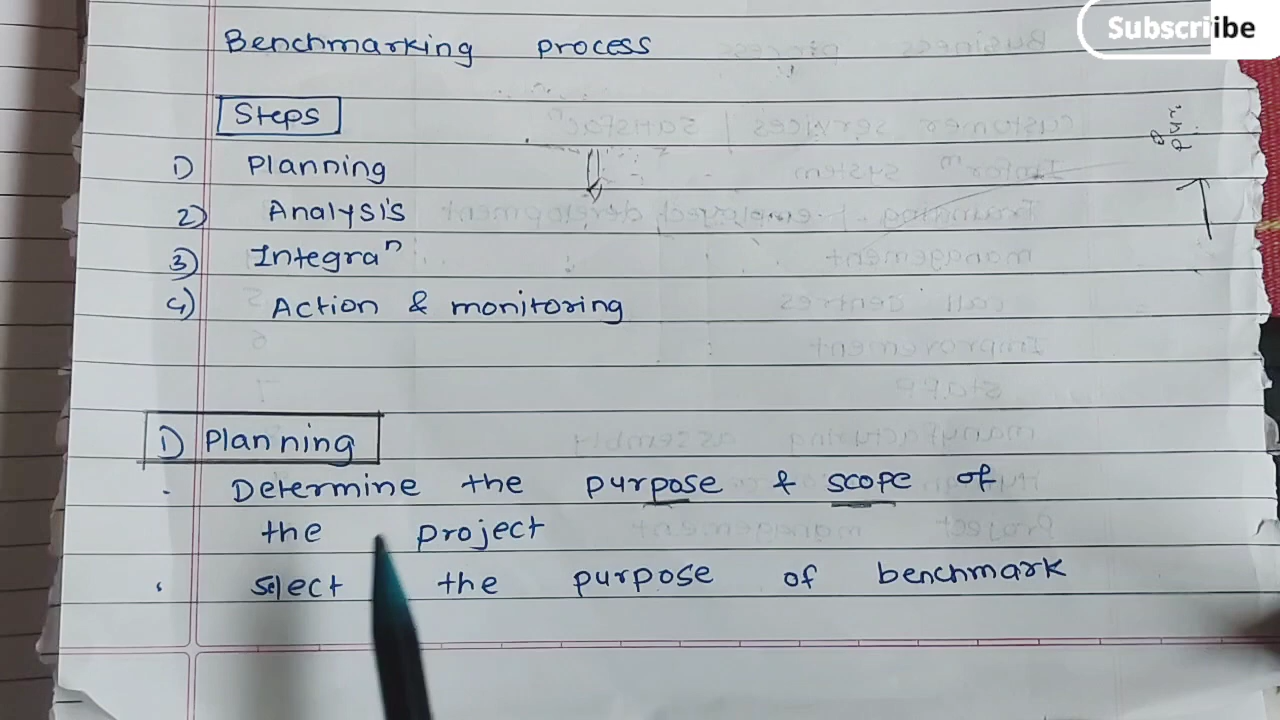 Subscriibe
Benchmarking process
Steps
1) Planning
2) Analysis
3) Integraⁿ
4) Action & monitoring
1) Planning
· Determine the purpose & scope of
the project
· Select the purpose of benchmark